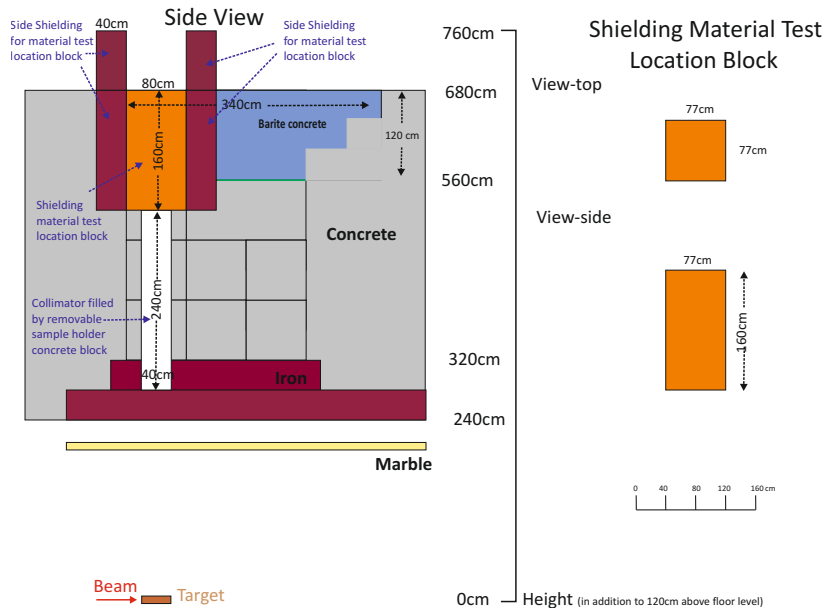 Side View
40cm
Side Shielding
for material test
location block
Side Shielding
for material test
location block
80cm
340cm
Barite concrete
120 cm
160cm
Shielding
material test
location block
Concrete
240cm
Collimator filled
by removable
sample holder
concrete block
40cm
Iron
Marble
Beam
Target
760cm
680cm
560cm
320cm
240cm
0cm
Height (in addition to 120cm above floor level)
Shielding Material Test
Location Block
View-top
77cm
77cm
View-side
77cm
160cm
0 40 80 120 160 cm